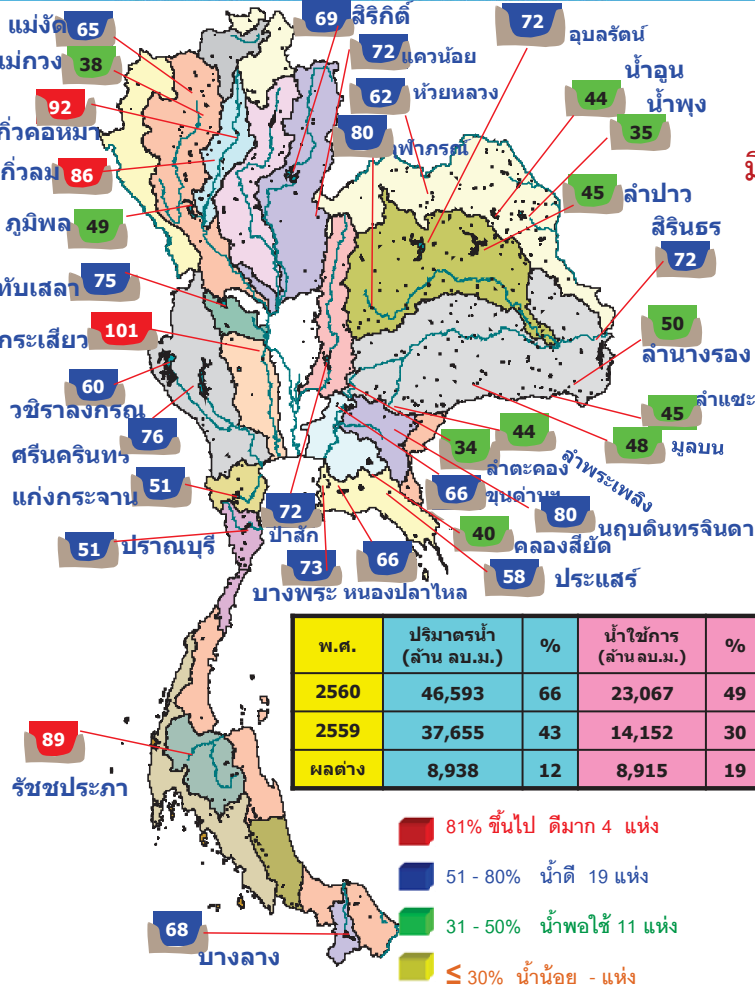 แม่งัด 65
แม่กวง 38
92
กิ่วคอหมา
กิ่วลม 86
ภูมิพล 49
75
ทับเสลา
กระเสียว 101
60
วชิราลงกรณ
76
ศรีนครินทร์
แก่งกระจาน 51
51 ปราณบุรี
69 สิริกิติ์
72 แควน้อย
62 ห้วยหลวง
80
จุฬาภรณ์
72 อุบลรัตน์
น้ำอูน
44 น้ำพุง
35
45 ลำปาว
สิรินธร
72
50
ลำนางรอง
45 ลำแซะ
48 มูลบน
ลำพระเพลิง
44
34
ลำตะคอง
66 ขุนด่านฯ
80 นฤบดินทรจินดา
40 คลองสียัด
58 ประแสร์
72
ป่าสัก
73
บางพระ
66
หนองปลาไหล
พ.ศ. ปริมาตรน้ำ (ล้าน ลบ.ม.) % น้ำใช้การ (ล้าน ลบ.ม.) %
2560 46,593 66 23,067 49
2559 37,655 43 14,152 30
ผลต่าง 8,938 12 8,915 19
89
รัชชประภา
68
บางลาง
81% ขึ้นไป ดีมาก 4 แห่ง
51 - 80% น้ำดี 19 แห่ง
31 - 50% น้ำพอใช้ 11 แห่ง
≤ 30% น้ำน้อย - แห่ง